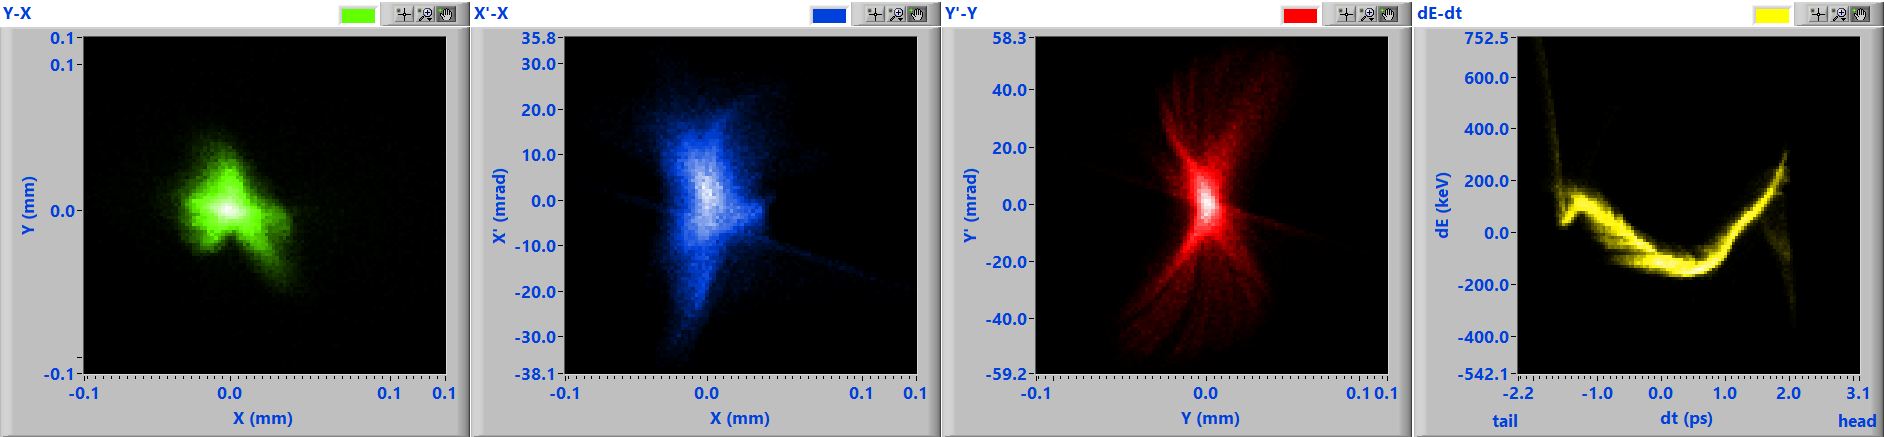 Y-X
0.1
0.1
0.0
-0.1
Y (mm)
-0.1 0.0 0.1 0.1
X (mm)
X'-X
35.8
30.0
20.0
10.0
0.0
-10.0
-20.0
-30.0
-38.1
X' (mrad)
-0.1 0.0 0.1 0.1
X (mm)
Y'-Y
58.3
40.0
20.0
0.0
-20.0
-40.0
-59.2
Y' (mrad)
-0.1 0.0 0.1 0.1
Y (mm)
dE-dt
752.5
600.0
400.0
200.0
0.0
-200.0
-400.0
-542.1
dE (keV)
-2.2 -1.0 0.0 1.0 2.0 3.1
tail dt (ps) head